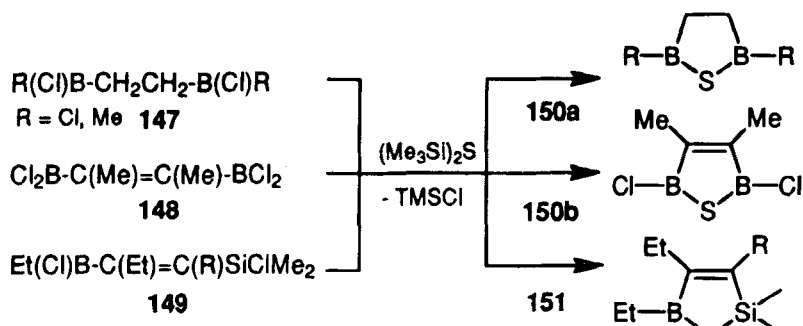 R-B B-R
S
R(Cl)B-CH₂CH₂-B(Cl)R
R = Cl, Me 147
150a
Me Me
(Me₃Si)₂S
Cl₂B-C(Me)=C(Me)-BCl₂
148
- TMSCl
Cl-B B-Cl
S
150b
Et R
Et(Cl)B-C(Et)=C(R)SiClMe₂
149
151
Et-B Si